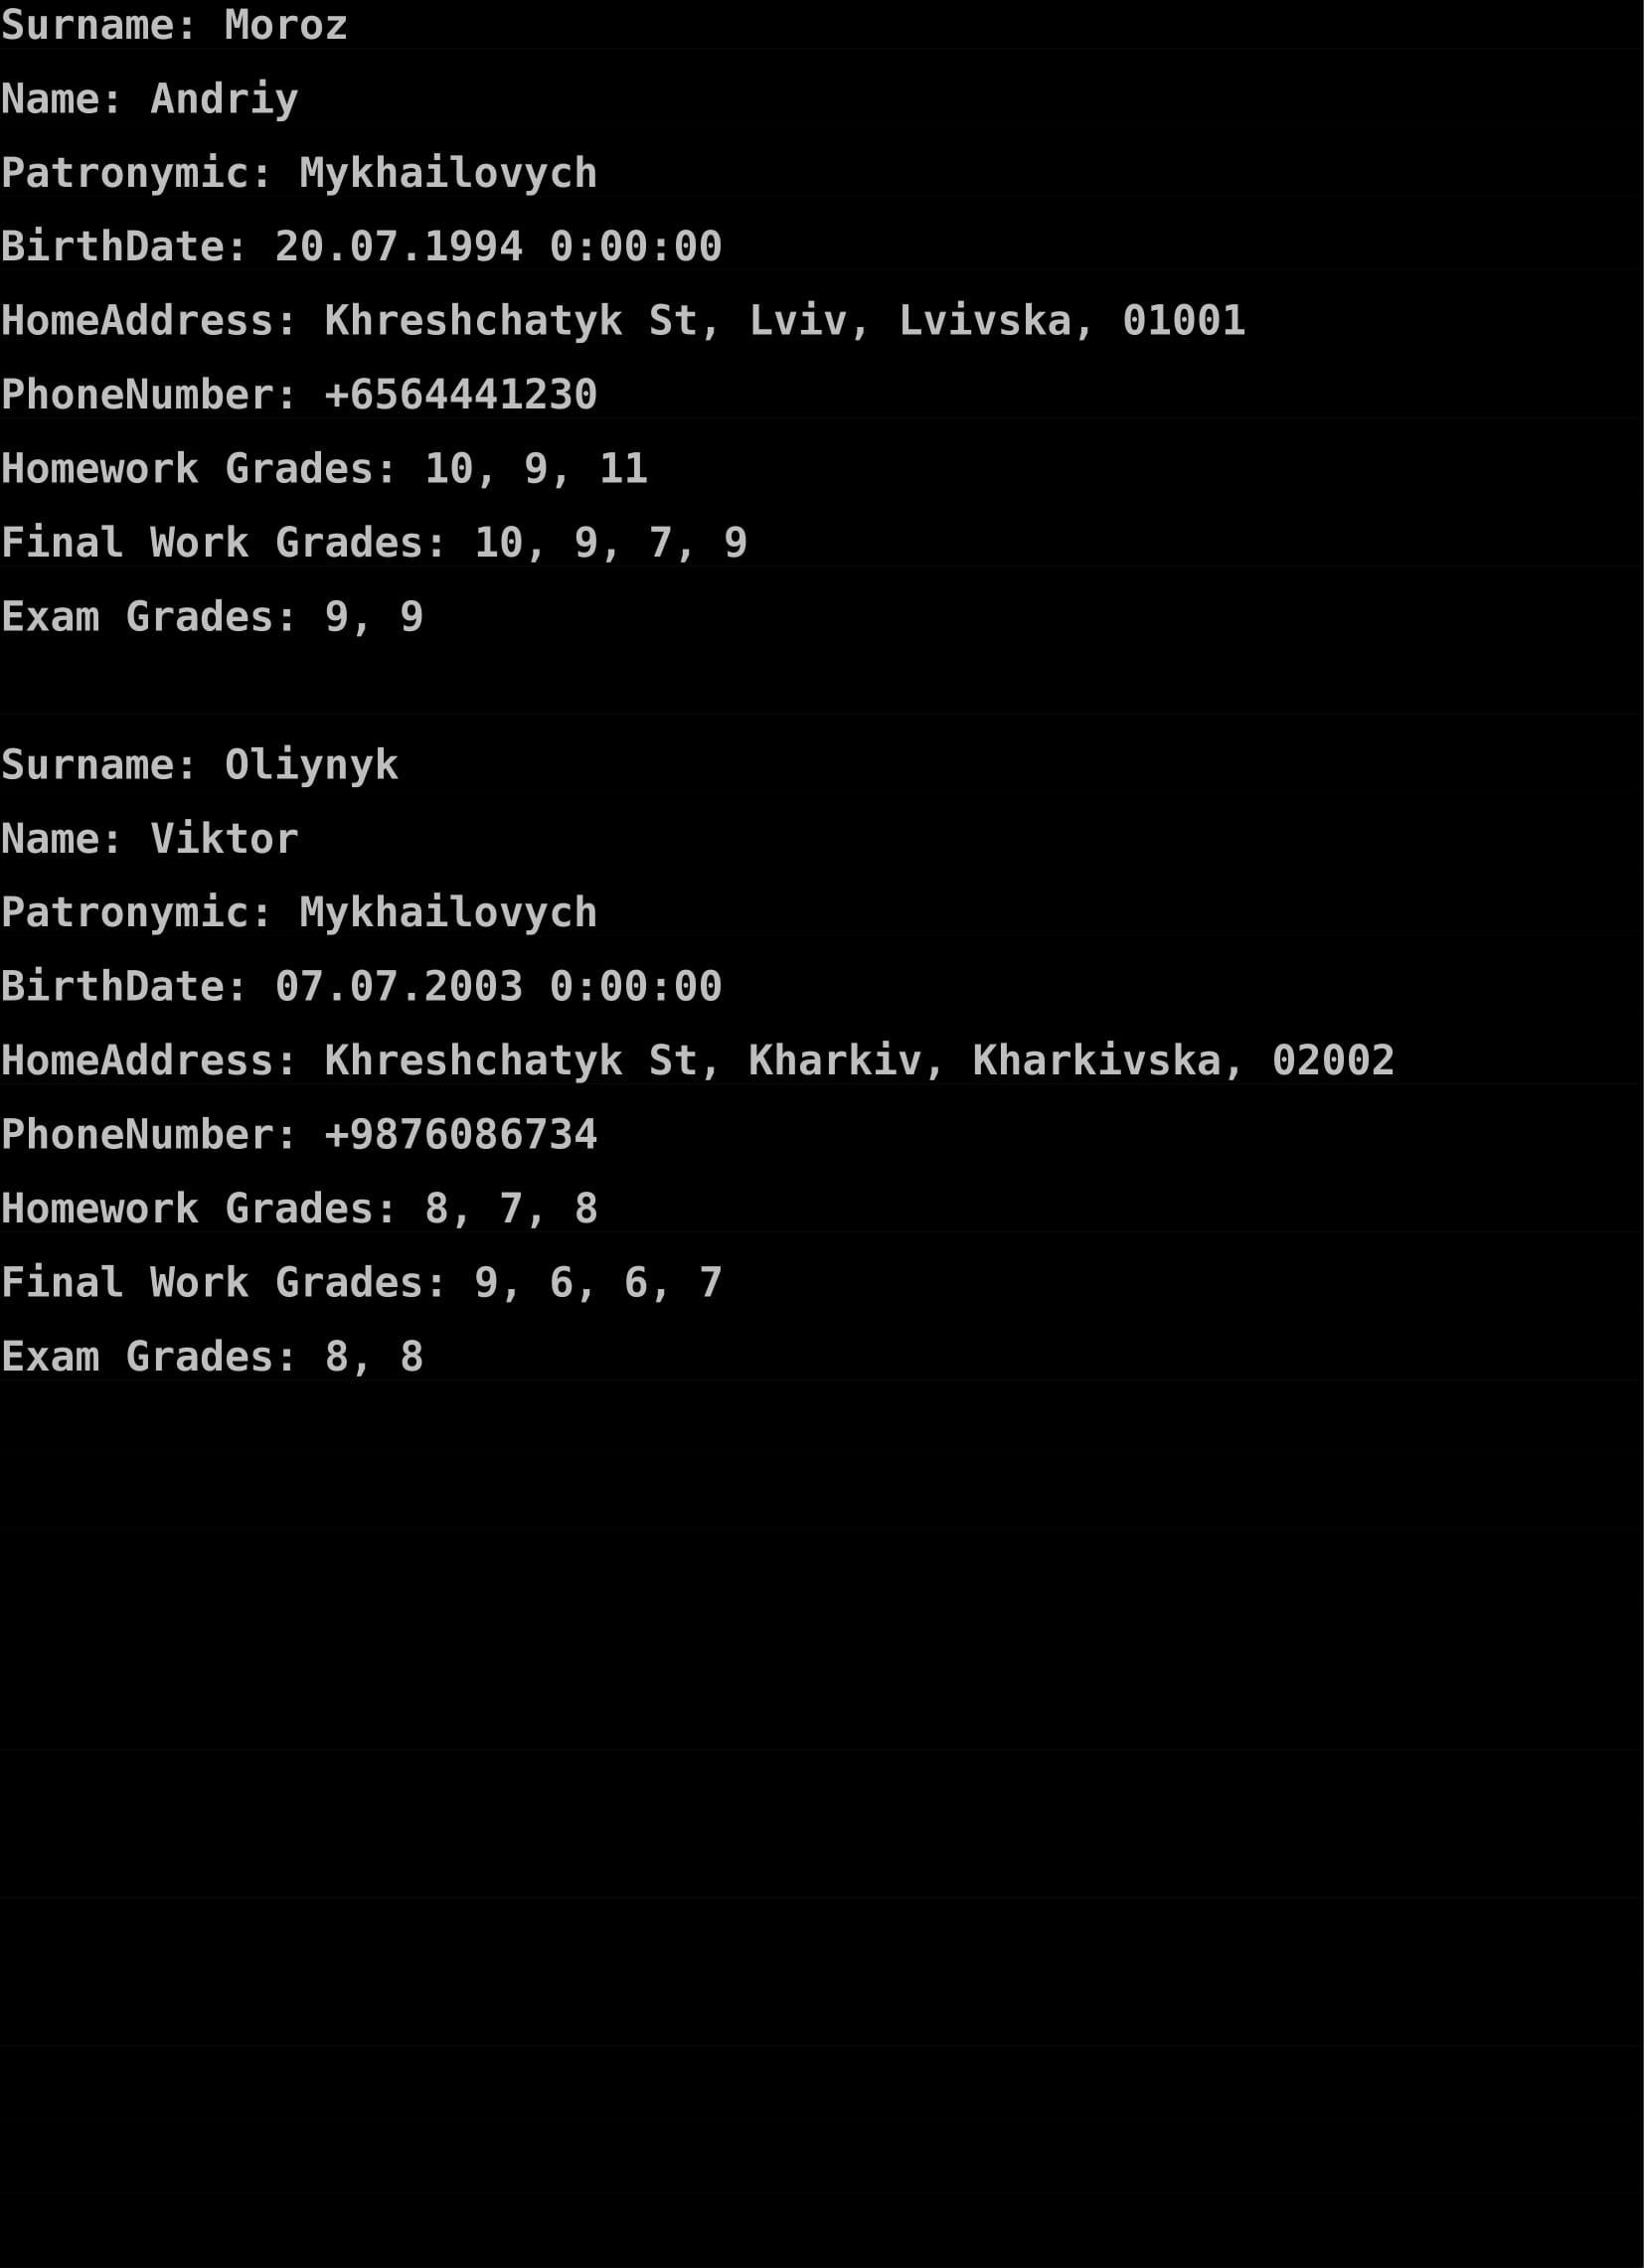 Surname: Moroz
Name: Andriy
Patronymic: Mykhailovych
BirthDate: 20.07.1994 0:00:00
HomeAddress: Khreshchatyk St, Lviv, Lvivska, 01001
PhoneNumber: +6564441230
Homework Grades: 10, 9, 11
Final Work Grades: 10, 9, 7, 9
Exam Grades: 9, 9
Surname: Oliynyk
Name: Viktor
Patronymic: Mykhailovych
BirthDate: 07.07.2003 0:00:00
HomeAddress: Khreshchatyk St, Kharkiv, Kharkivska, 02002
PhoneNumber: +9876086734
Homework Grades: 8, 7, 8
Final Work Grades: 9, 6, 6, 7
Exam Grades: 8, 8